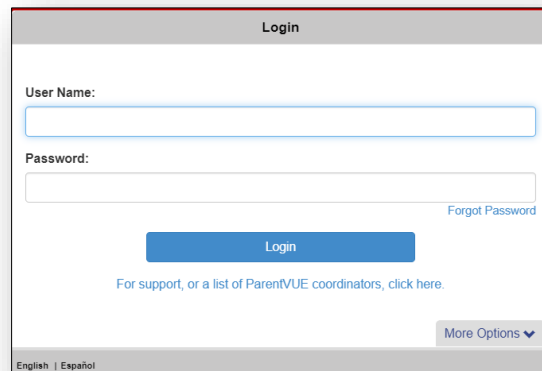 Login
User Name:
Password:
Forgot Password
Login
For support, or a list of ParentVUE coordinators, click here.
More Options
English | Español